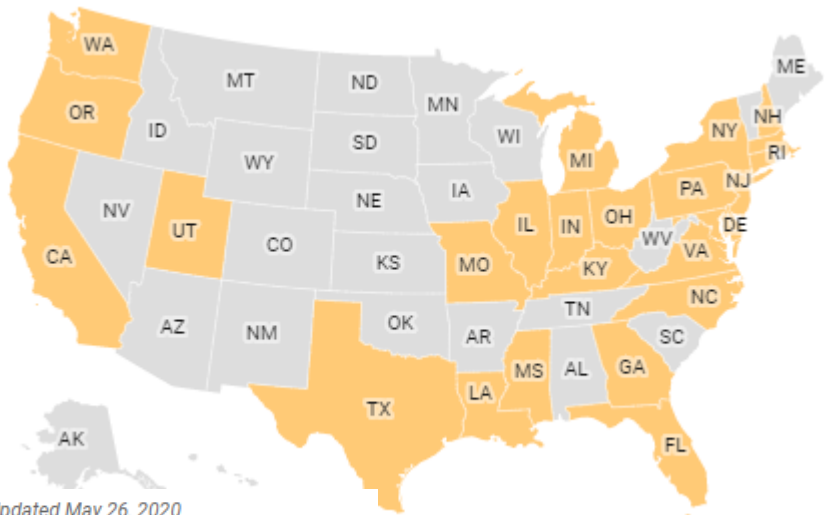 WA
ME
MT
ND
MN
OR
NH
ID
SD
WI
NY
MI
RI
WY
IA
PA
NJ
NE
NV
IL
IN
OH
DE
UT
CO
WV
CA
KS
MO
VA
KY
NC
AZ
NM
OK
TN
AR
SC
MS
AL
GA
LA
TX
AK
FL
pdated May 26, 2020